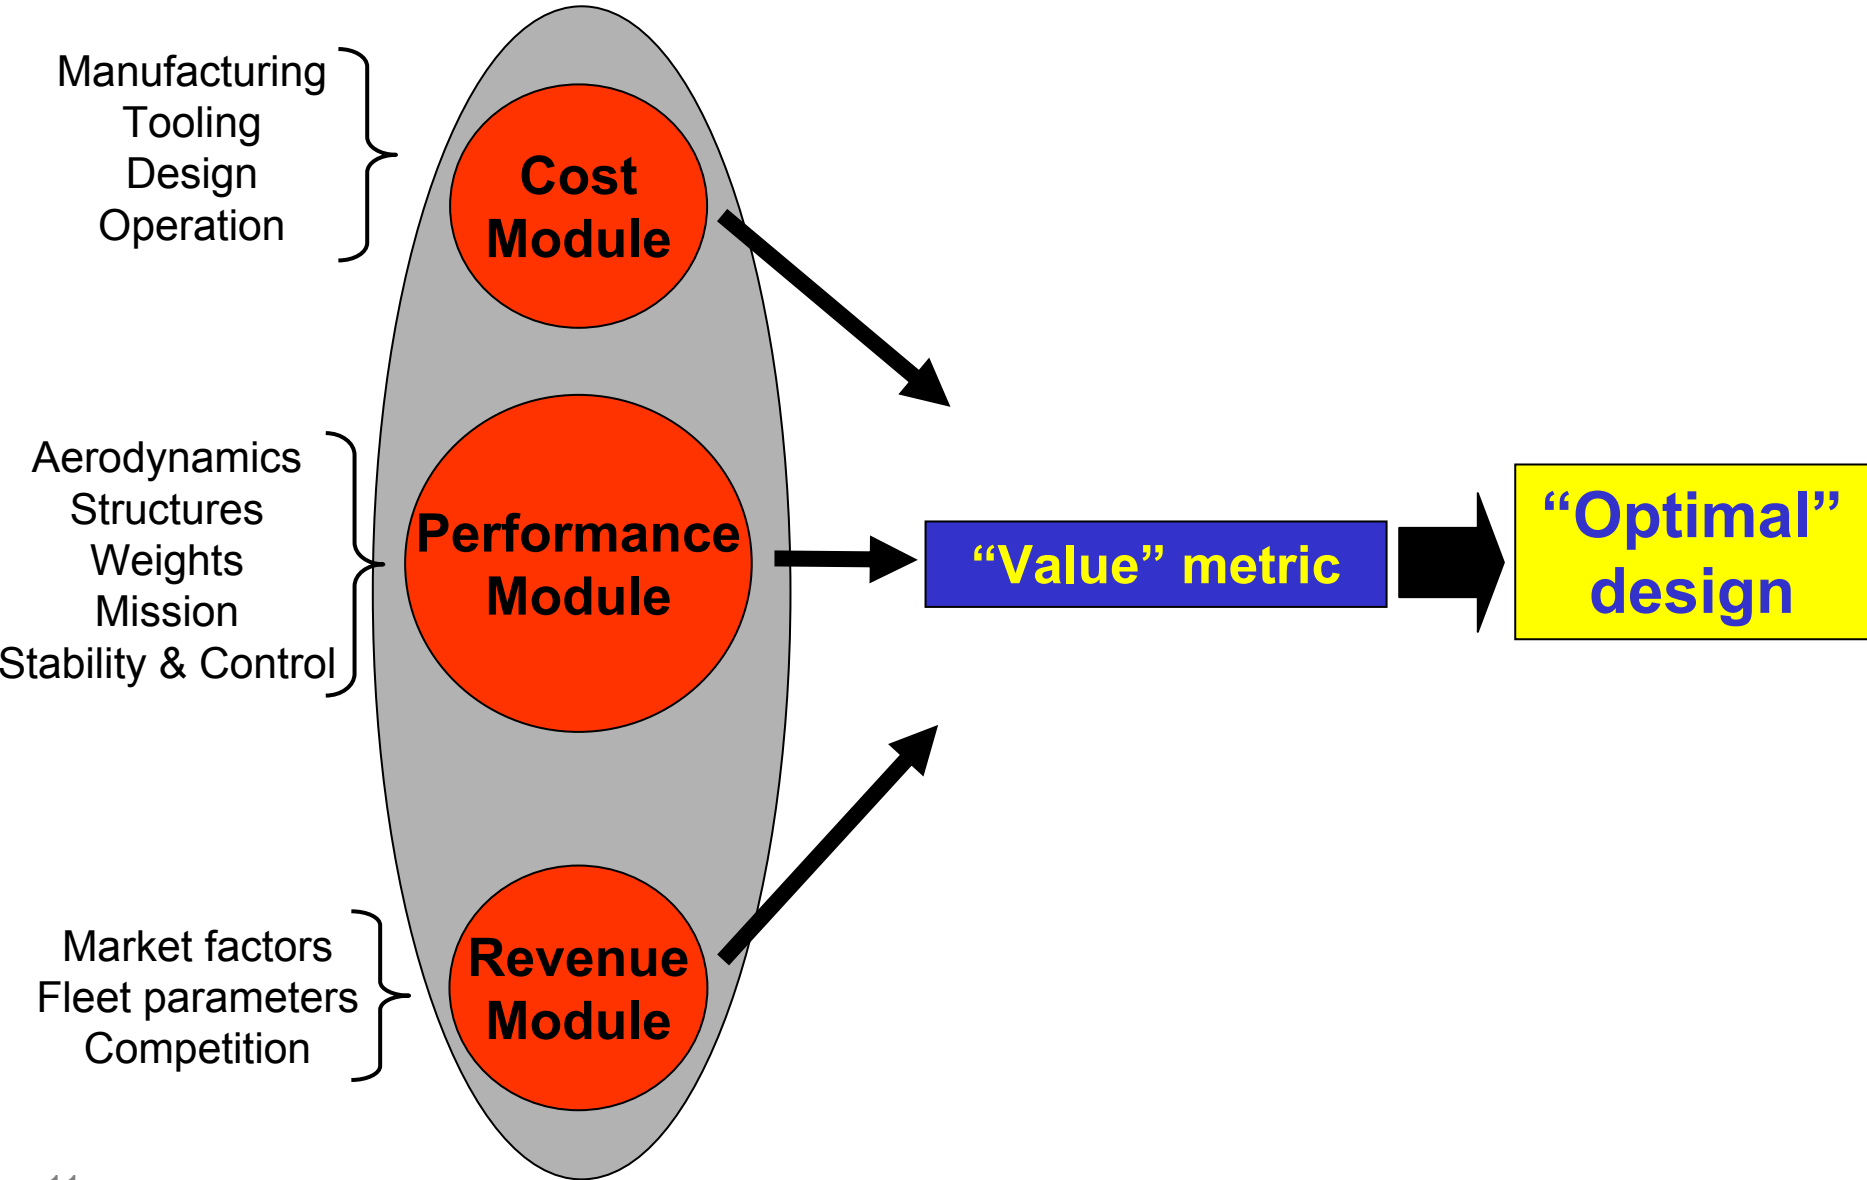 Manufacturing
Tooling
Design
Operation
Cost
Module
Aerodynamics
Structures
Weights
Mission
Stability & Control
Performance
Module
“Value” metric
“Optimal”
design
Market factors
Fleet parameters
Competition
Revenue
Module